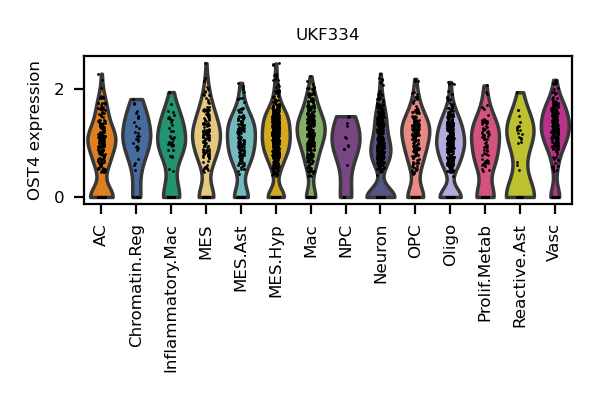 UKF334
OST4 expression
2
0
AC
Chromatin.Reg
Inflammatory.Mac
MES
MES.Ast
MES.Hyp
Mac
NPC
Neuron
OPC
Oligo
Prolif.Metab
Reactive.Ast
Vasc